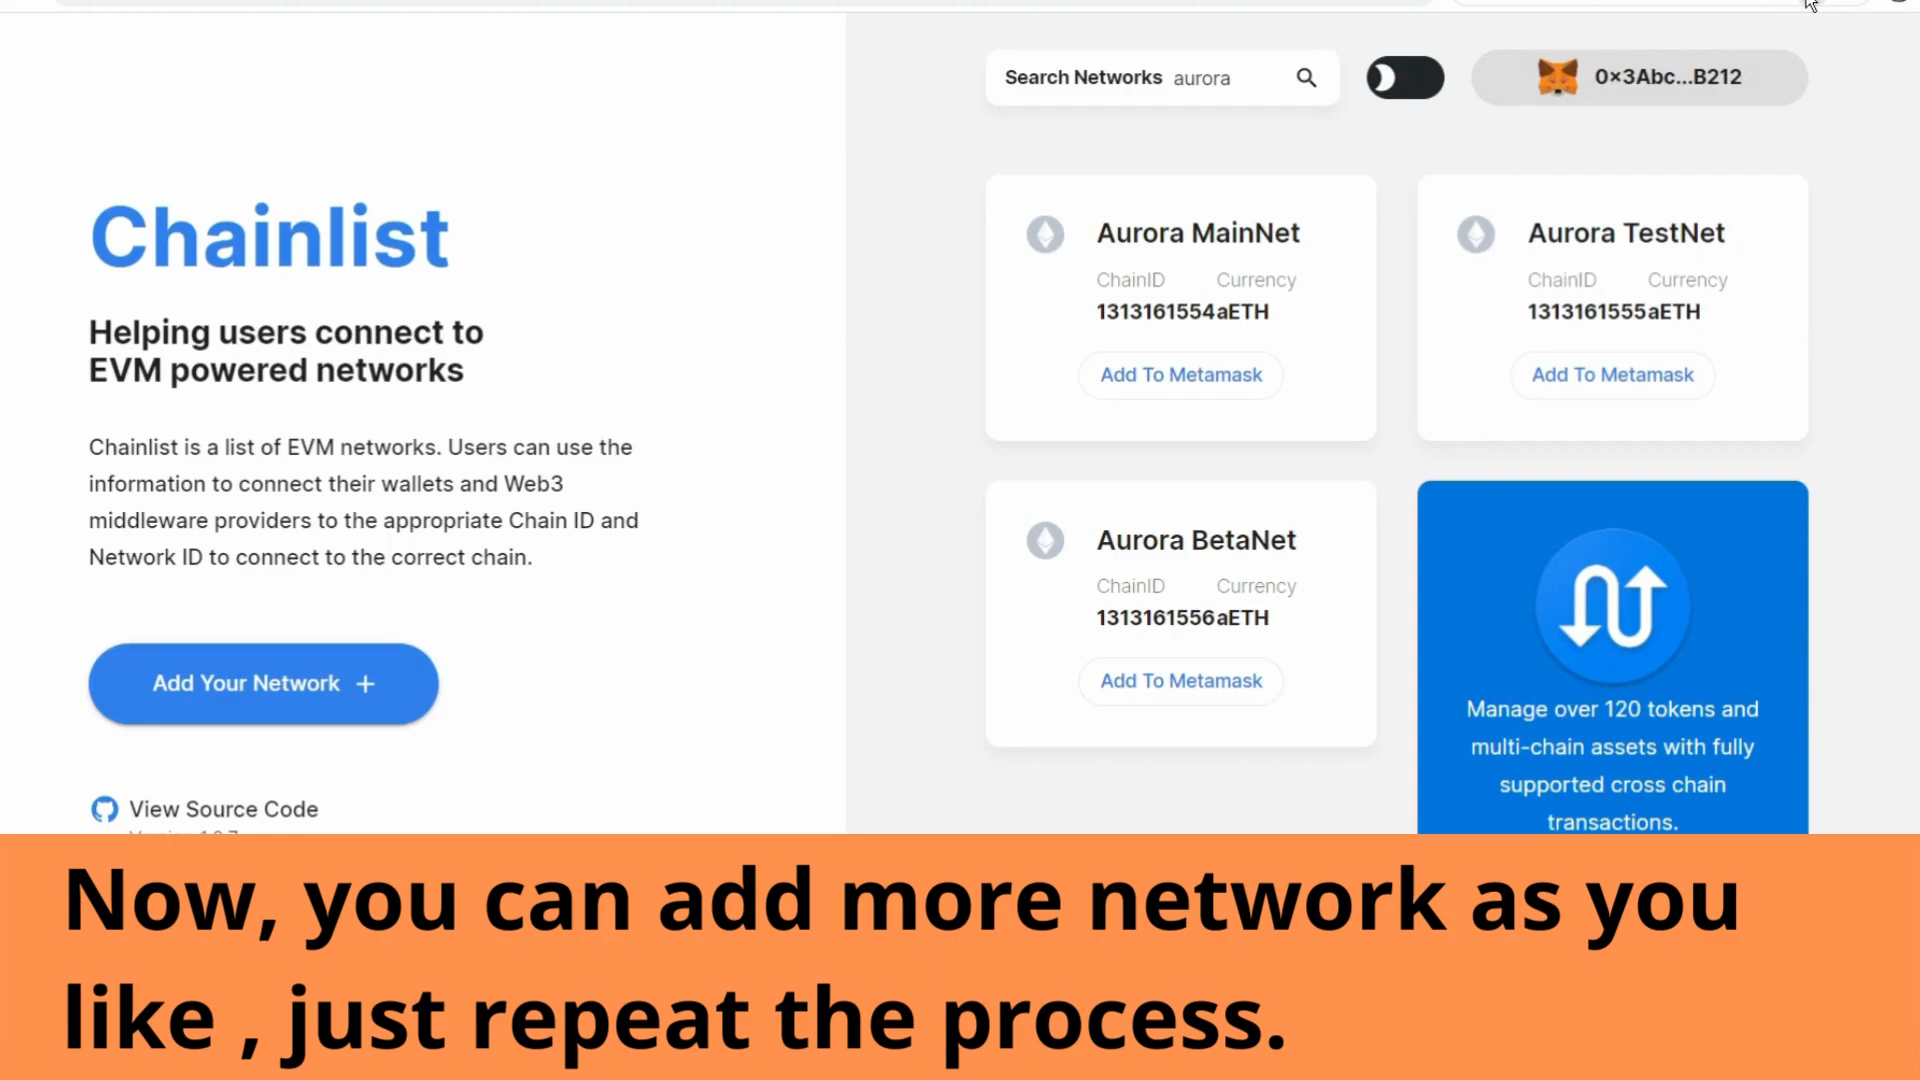 Search Networks aurora
0×3Abc...B212
Chainlist
Helping users connect to
EVM powered networks
Chainlist is a list of EVM networks. Users can use the
information to connect their wallets and Web3
middleware providers to the appropriate Chain ID and
Network ID to connect to the correct chain.
Add Your Network +
View Source Code
Aurora MainNet
ChainID Currency
1313161554 aETH
Add To Metamask
Aurora TestNet
ChainID Currency
1313161555 aETH
Add To Metamask
Aurora BetaNet
ChainID Currency
1313161556 aETH
Add To Metamask
Manage over 120 tokens and
multi-chain assets with fully
supported cross chain
transactions.
Now, you can add more network as you
like , just repeat the process.